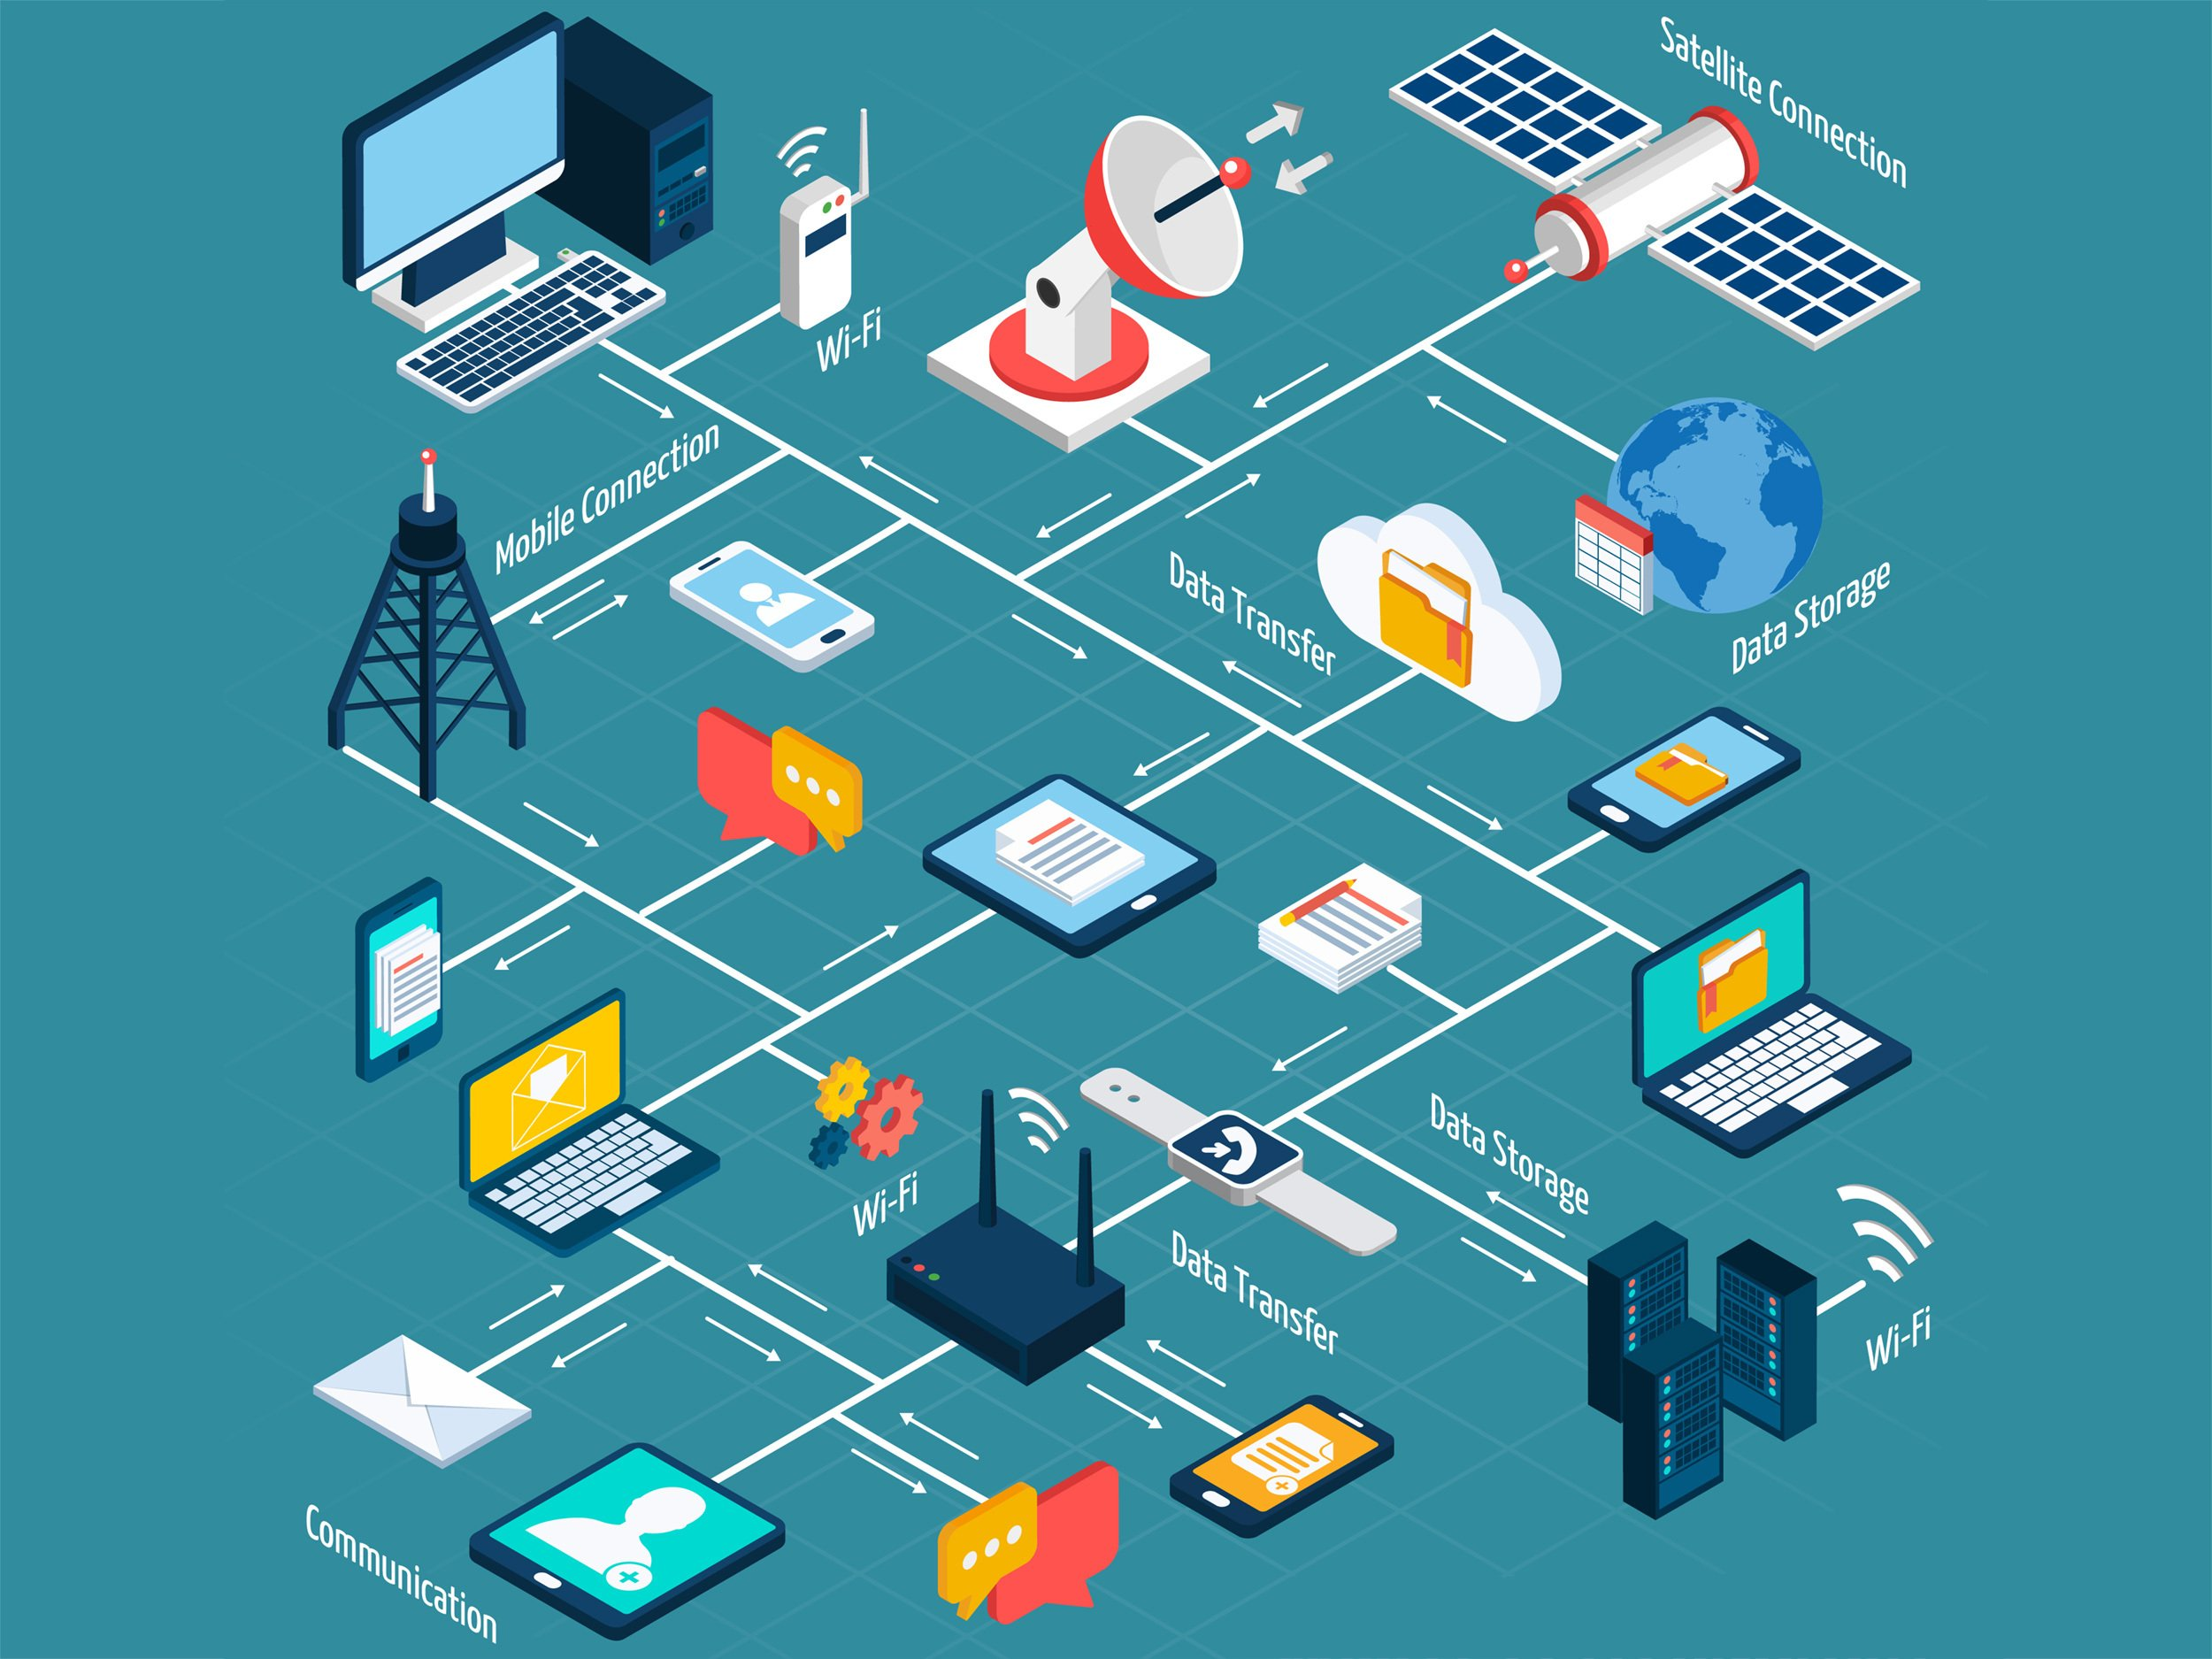 Satellite Connection
Wi-Fi
Mobile Connection
Data Transfer
Data Storage
Data Storage
Wi-Fi
Data Transfer
Wi-Fi
Communication